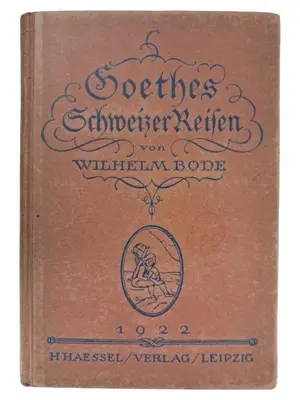 Goethes
Schweizer Reisen
von
WILHELM BODE
1922
H·HAESSEL/VERLAG/LEIPZIG